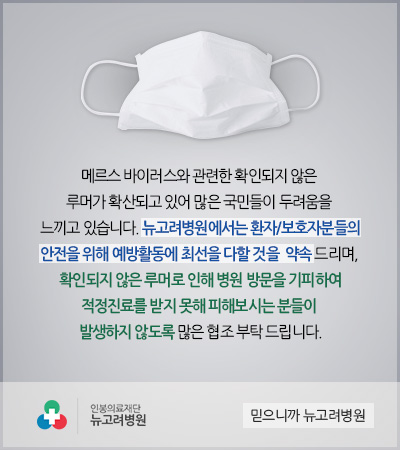 메르스 바이러스와 관련한 확인되지 않은
루머가 확산되고 있어 많은 국민들이 두려움을
느끼고 있습니다. 뉴고려병원에서는 환자/보호자분들의
안전을 위해 예방활동에 최선을 다할 것을 약속 드리며,
확인되지 않은 루머로 인해 병원 방문을 기피하여
적정진료를 받지 못해 피해보시는 분들이
발생하지 않도록 많은 협조 부탁 드립니다.
인봉의료재단
뉴고려병원
믿으니까 뉴고려병원